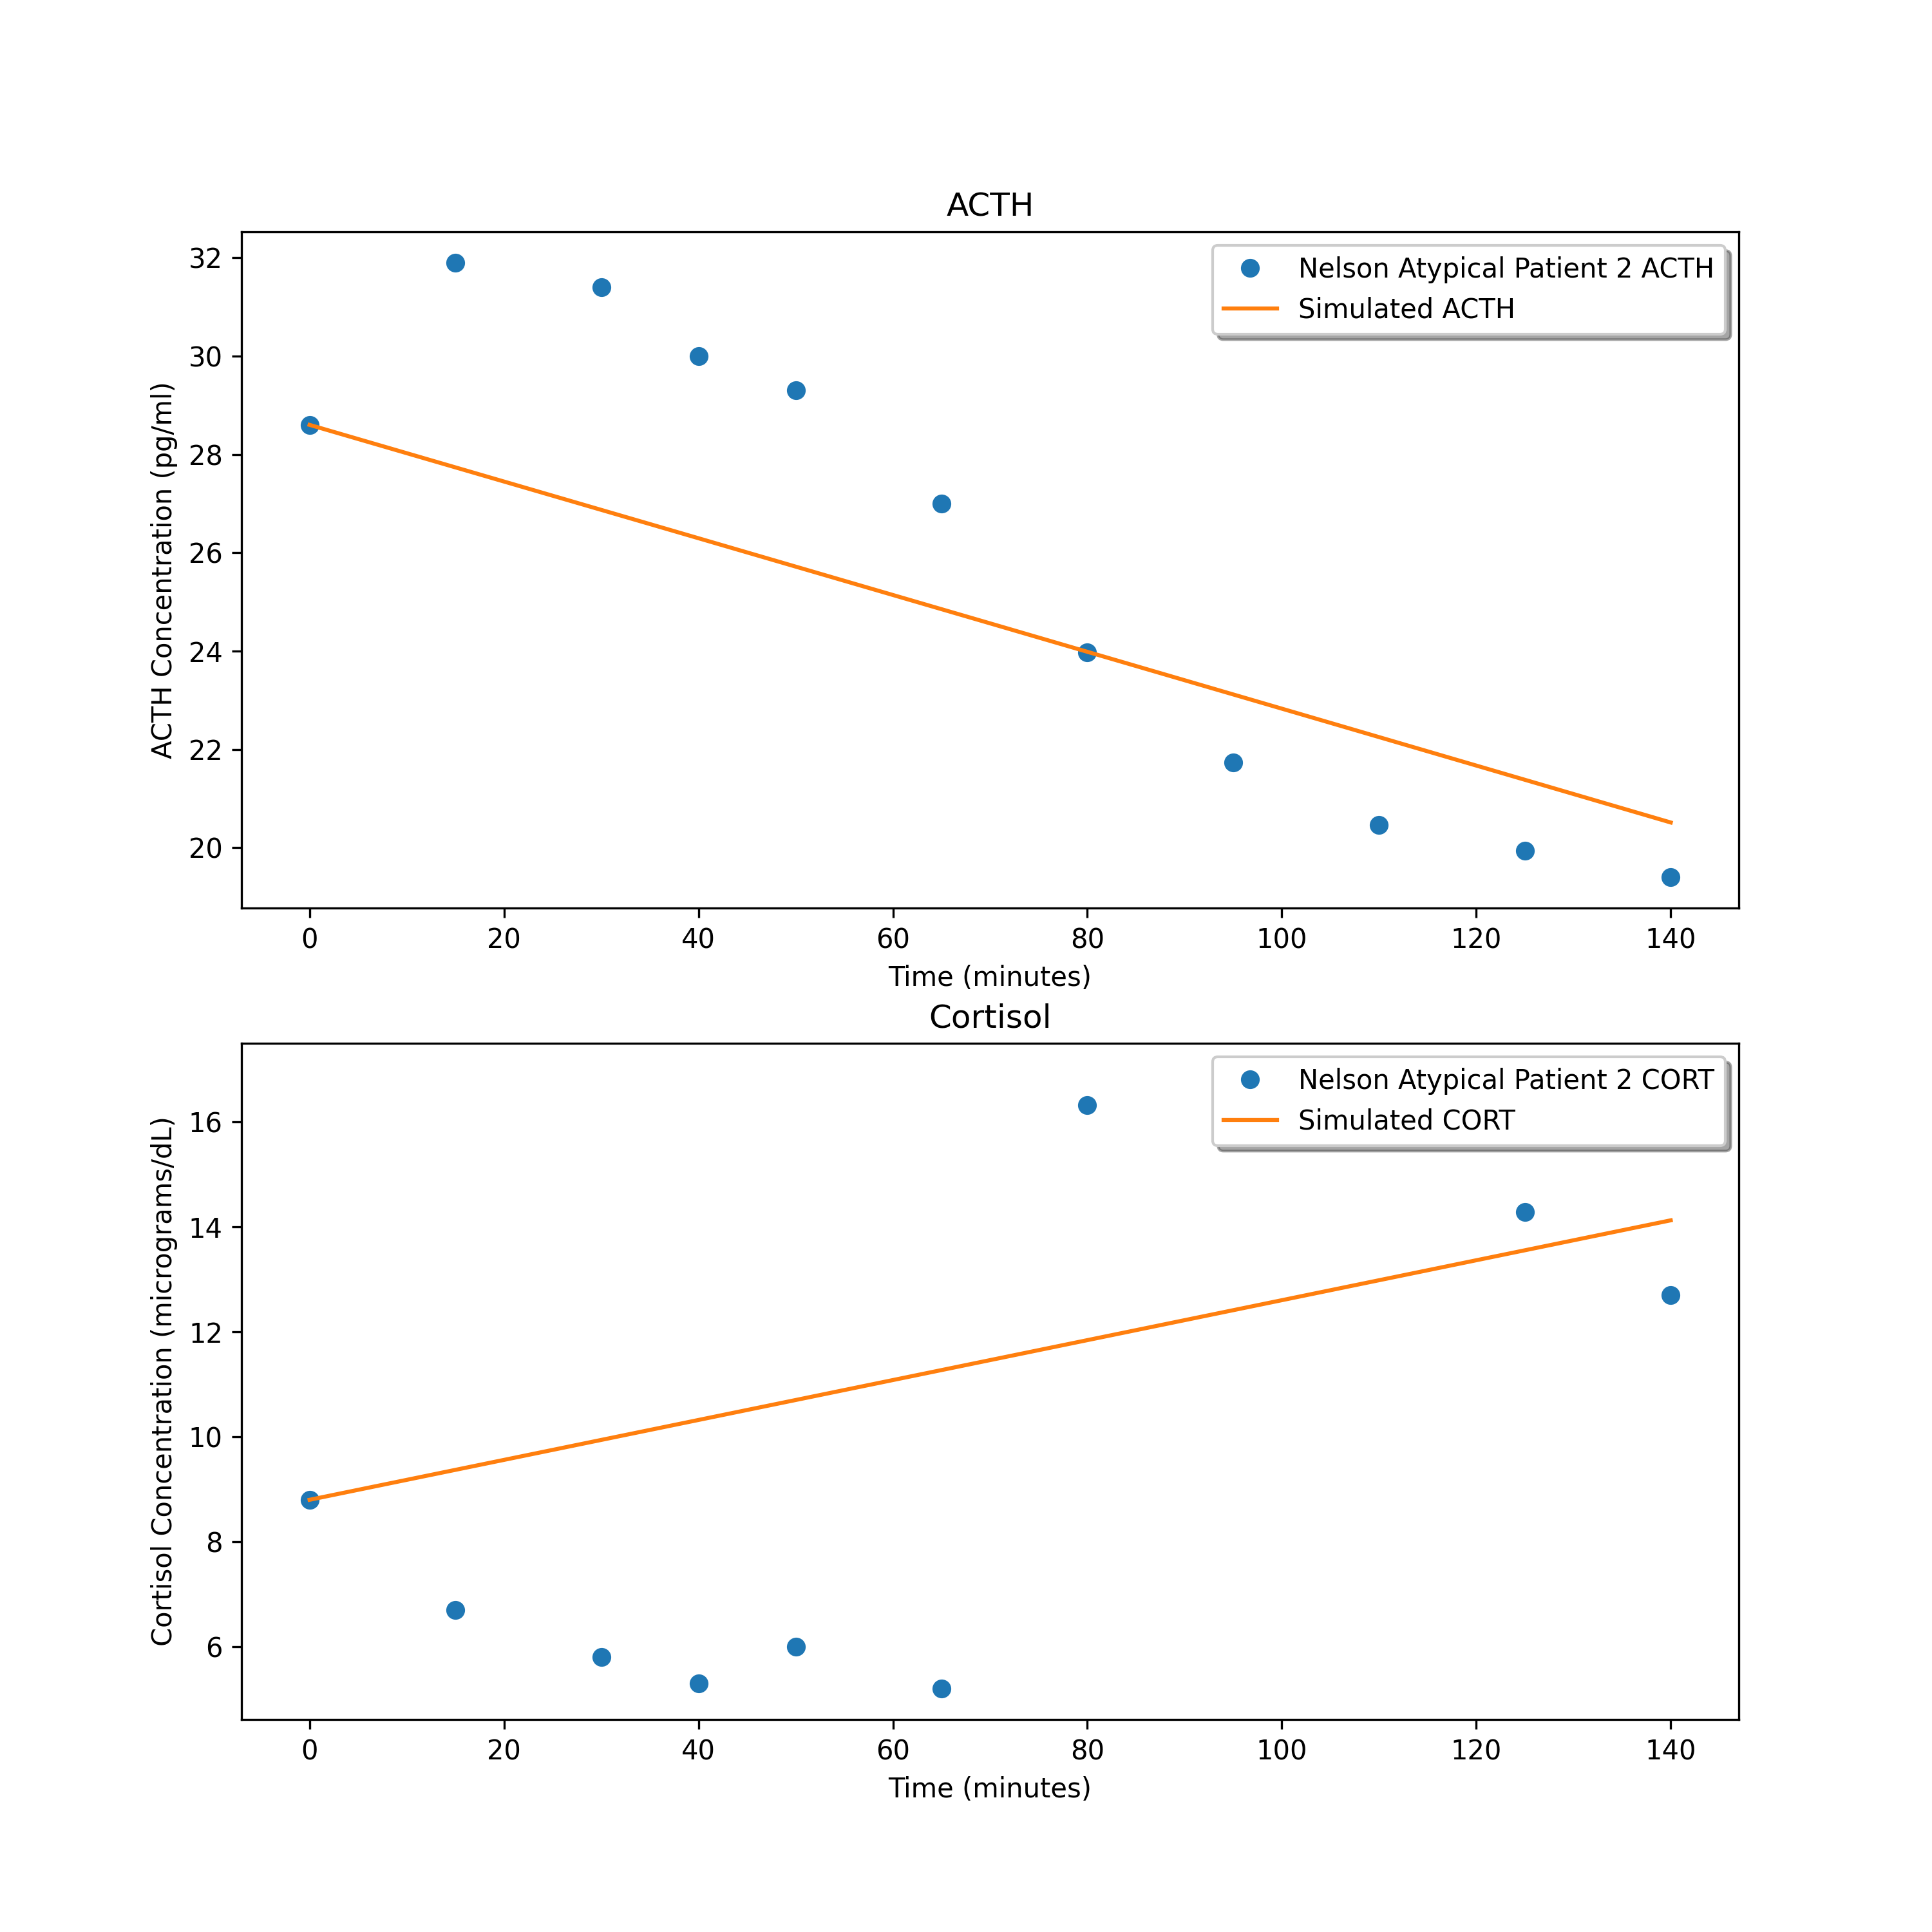 ACTH
32
30
28
26
24
22
20
ACTH Concentration (pg/ml)
Nelson Atypical Patient 2 ACTH
Simulated ACTH
0 20 40 60 80 100 120 140
Time (minutes)
Cortisol
16
14
12
10
8
6
Cortisol Concentration (micrograms/dL)
Nelson Atypical Patient 2 CORT
Simulated CORT
0 20 40 60 80 100 120 140
Time (minutes)